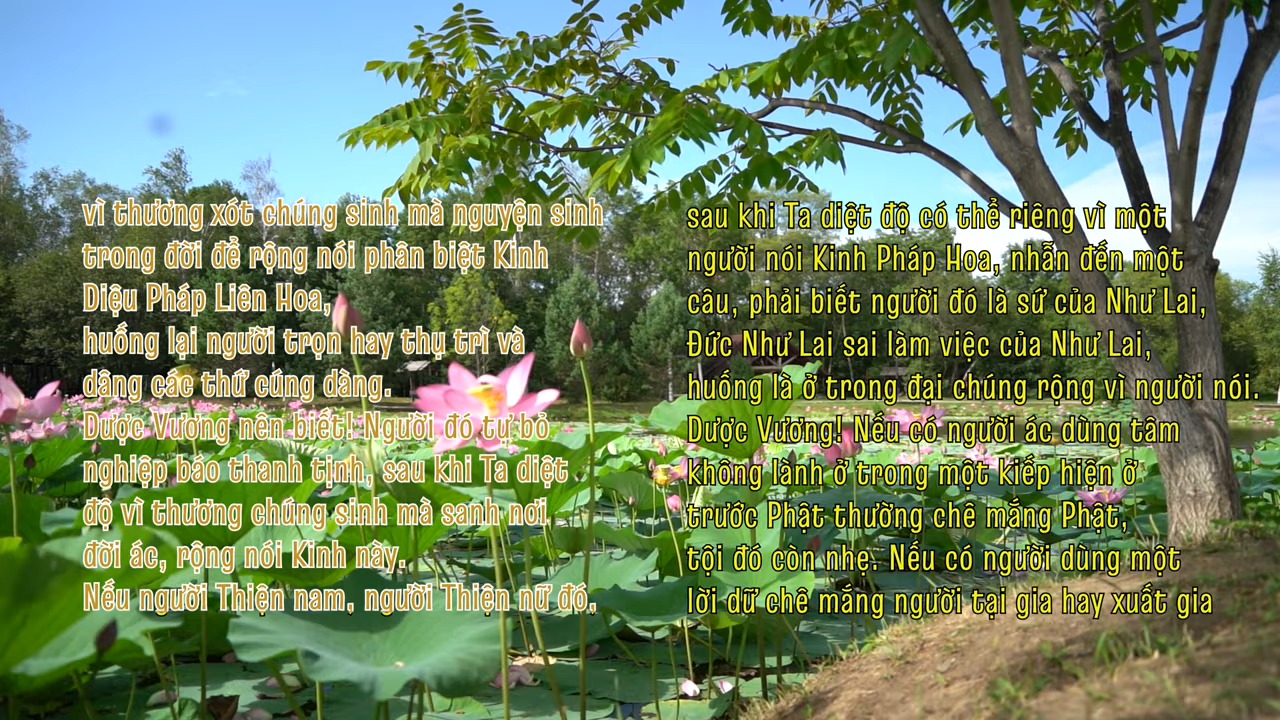 vì thương xót chúng sinh mà nguyện sinh
trong đời để rộng nói phân biệt Kinh
Diệu Pháp Liên Hoa,
huống lại người trọn hay thụ trì và
dâng các thứ cúng dàng.
Dược Vương nên biết! Người đó tự bỏ
nghiệp báo thanh tịnh, sau khi Ta diệt
độ vì thương chúng sinh mà sanh nơi
đời ác, rộng nói Kinh này.
Nếu người Thiện nam, người Thiện nữ đó,
sau khi Ta diệt độ có thể riêng vì một
người nói Kinh Pháp Hoa, nhẫn đến một
câu, phải biết người đó là sứ của Như Lai,
Đức Như Lai sai làm việc của Như Lai,
huống là ở trong đại chúng rộng vì người nói.
Dược Vương! Nếu có người ác dùng tâm
không lành ở trong một kiếp hiện ở
trước Phật thường chê mắng Phật,
tội đó còn nhẹ. Nếu có người dùng một
lời dữ chê mắng người tại gia hay xuất gia